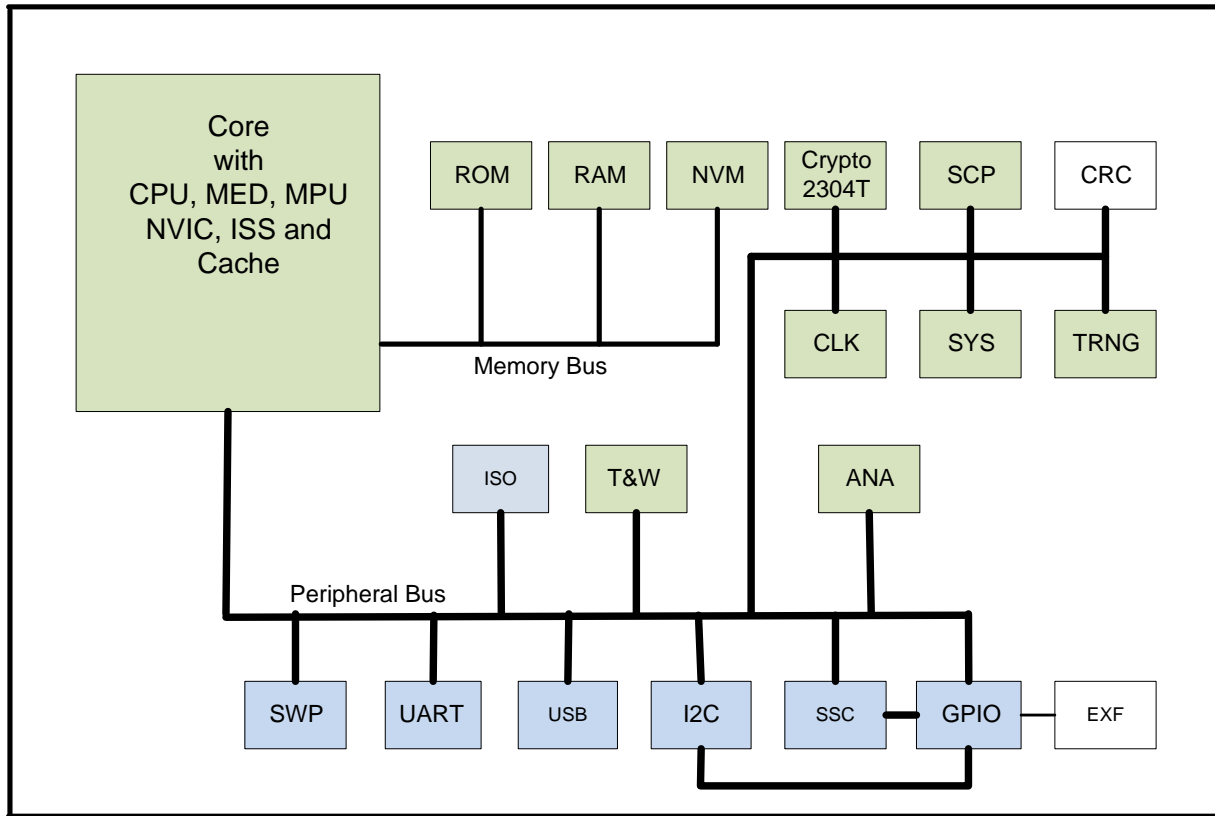 Core
with
CPU, MED, MPU
NVIC, ISS and
Cache
ROM
RAM
NVM
Crypto
2304T
SCP
CRC
CLK
SYS
TRNG
Memory Bus
ISO
T&W
ANA
Peripheral Bus
SWP
UART
USB
I2C
SSC
GPIO
EXF